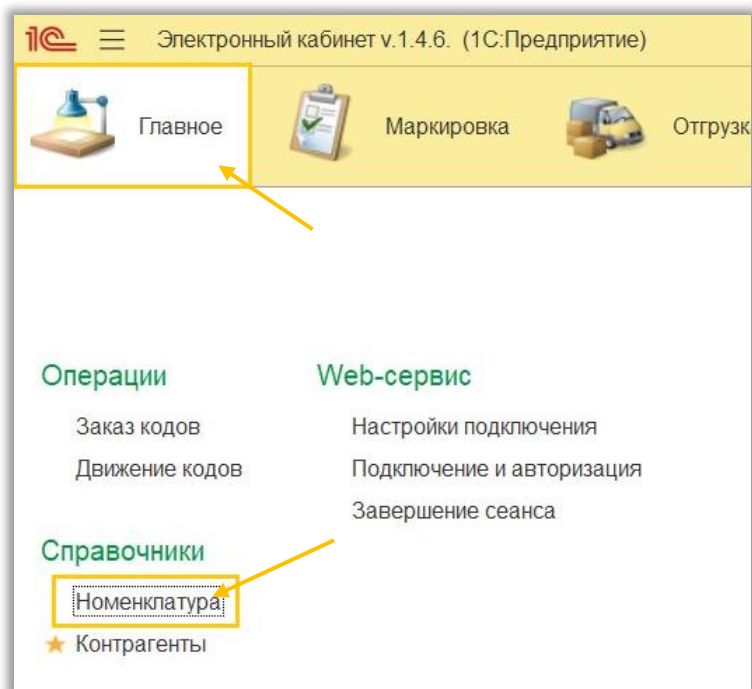 1С Электронный кабинет v.1.4.6. (1С:Предприятие)
Главное Маркировка Отгрузк
Операции
Заказ кодов
Движение кодов
Web-сервис
Настройки подключения
Подключение и авторизация
Завершение сеанса
Справочники
Номенклатура
Контрагенты